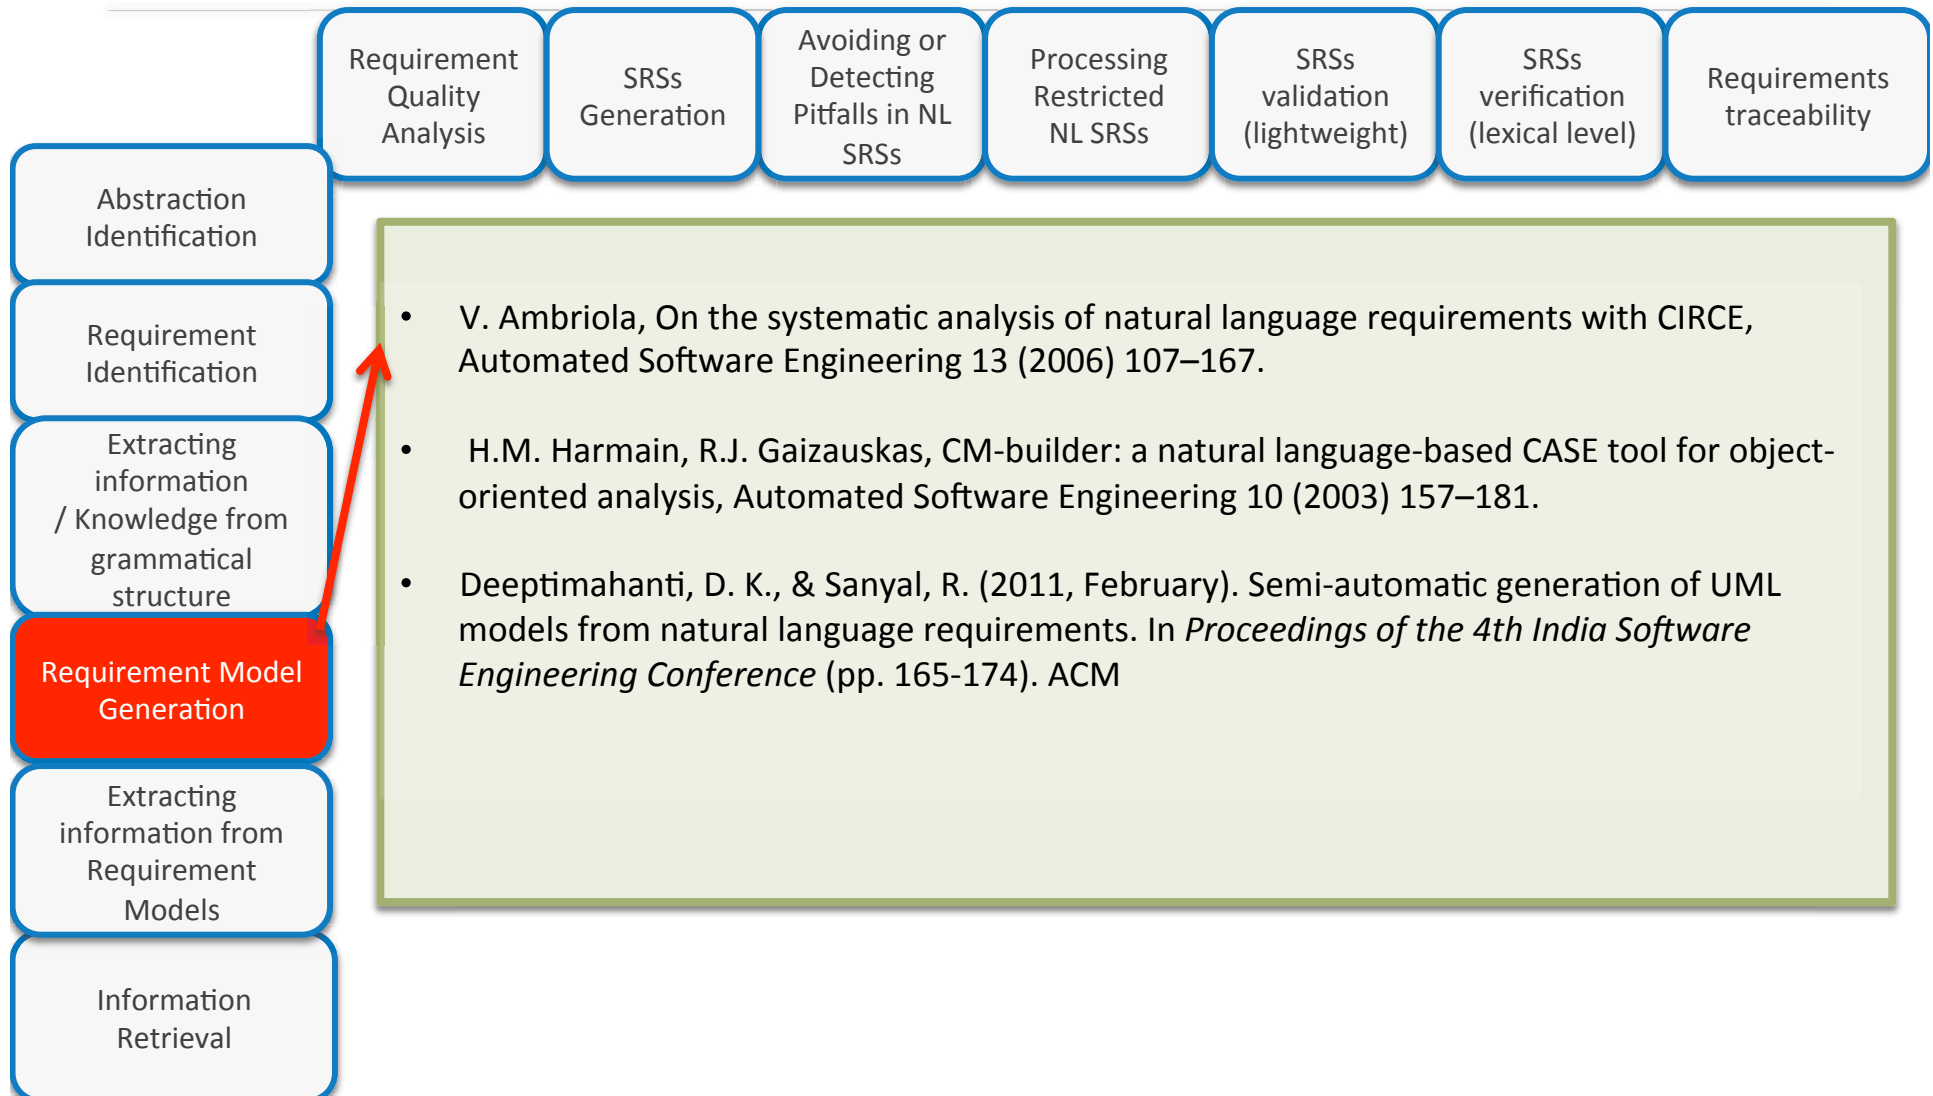 Requirement
Quality
Analysis
SRSs
Generation
Avoiding or
Detecting
Pitfalls in NL
SRSs
Processing
Restricted
NL SRSs
SRSs
validation
(lightweight)
SRSs
verification
(lexical level)
Requirements
traceability
Abstraction
Identification
Requirement
Identification
Extracting
information
/ Knowledge from
grammatical
structure
Requirement Model
Generation
Extracting
information from
Requirement
Models
Information
Retrieval
• V. Ambriola, On the systematic analysis of natural language requirements with CIRCE,
Automated Software Engineering 13 (2006) 107–167.
• H.M. Harmain, R.J. Gaizauskas, CM-builder: a natural language-based CASE tool for object-
oriented analysis, Automated Software Engineering 10 (2003) 157–181.
• Deeptimahanti, D. K., & Sanyal, R. (2011, February). Semi-automatic generation of UML
models from natural language requirements. In Proceedings of the 4th India Software
Engineering Conference (pp. 165-174). ACM